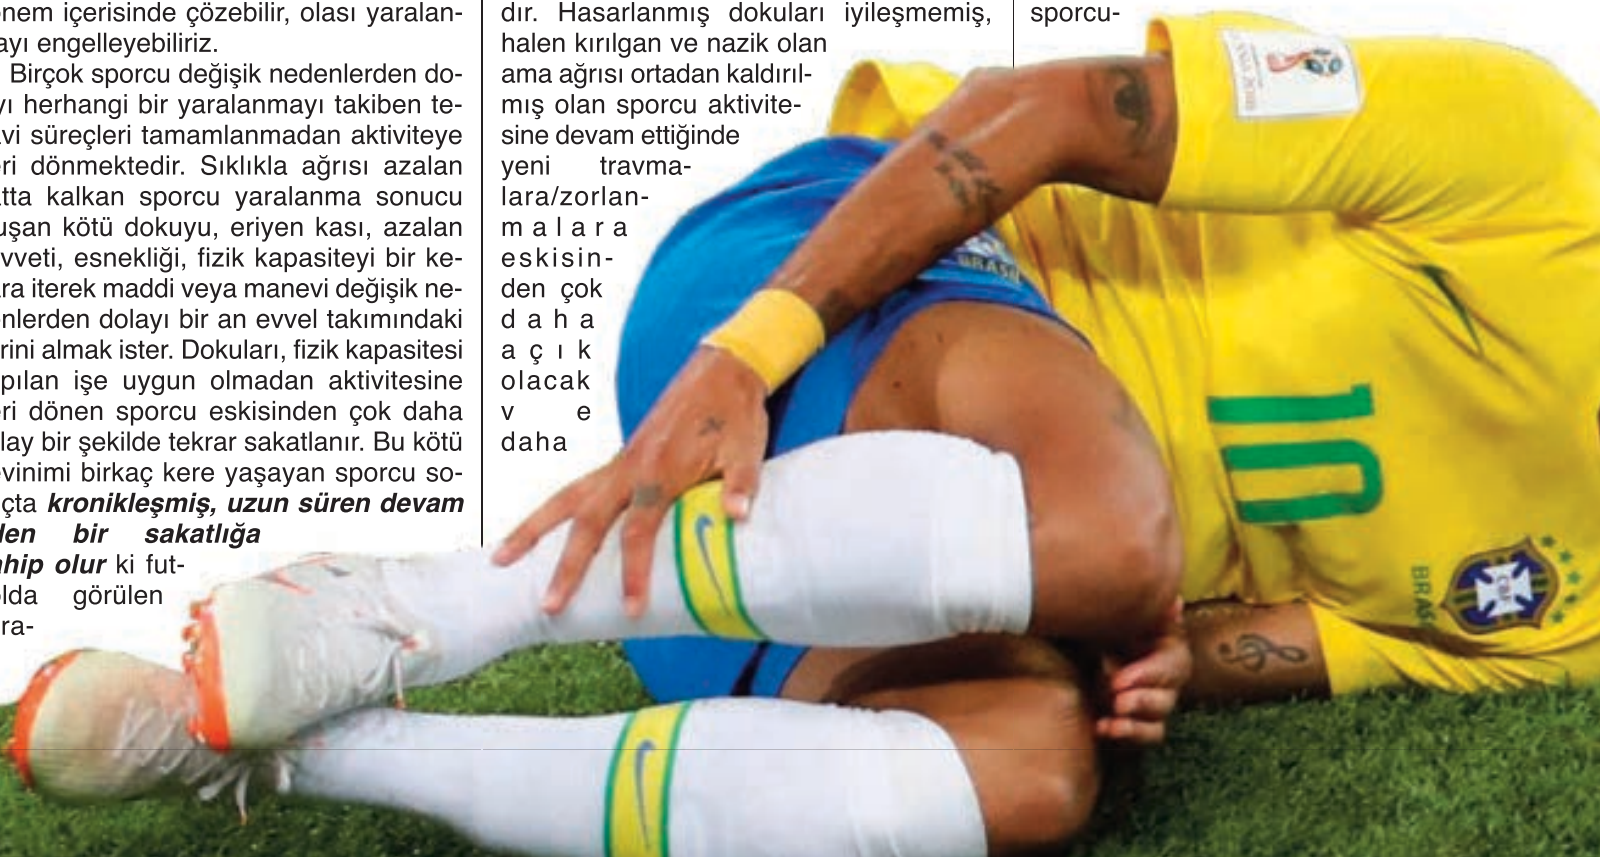 nem içerisinde çözebilir, olası yaralan-
ayı engelleyebiliriz.
Birçok sporcu değişik nedenlerden do-
yı herhangi bir yaralanmayı takiben te-
avi süreçleri tamamlanmadan aktiviteye
ri dönmektedir. Sıklıkla ağrısı azalan
tta kalkan sporcu yaralanma sonucu
uşan kötü dokuyu, eriyen kası, azalan
vveti, esnekliği, fizik kapasiteyi bir ke-
ra iterek maddi veya manevi değişik ne-
nlerden dolayı bir an evvel takımındaki
rini almak ister. Dokuları, fizik kapasitesi
pılan işe uygun olmadan aktivitesine
ri dönen sporcu eskisinden çok daha
lay bir şekilde tekrar sakatlanır. Bu kötü
evinimi birkaç kere yaşayan sporcu so-
çta kronikleşmiş, uzun süren devam
den bir sakatlığa
ahip olur ki fut-
olda görülen
ra-
dır. Hasarlanmış dokuları iyileşmemiş,
halen kırılgan ve nazik olan
ama ağrısı ortadan kaldırıl-
mış olan sporcu aktivite-
sine devam ettiğinde
yeni travma-
lara/zorlan-
malara
eskisin-
den çok
daha
açık
olacak
ve
daha
sporcu-
BRASIL
10
CBF
BRAS